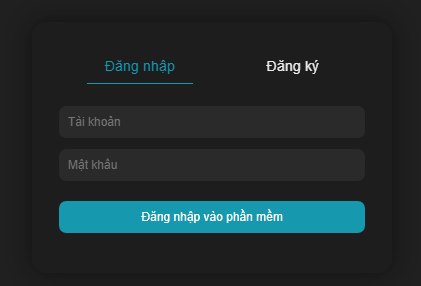 Đăng nhập
Đăng ký
Tài khoản
Mật khẩu
Đăng nhập vào phần mềm